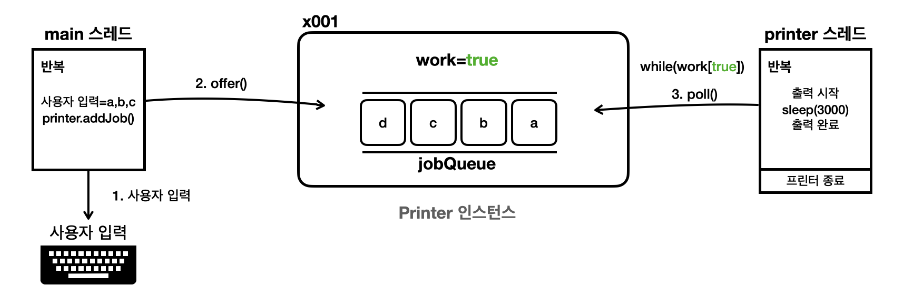 x001
main 스레드
printer 스레드
반복
사용자 입력=a,b,c
printer.addJob()
2. offer()
work=true
d
c
b
a
jobQueue
Printer 인스턴스
while(work[true])
3. poll()
반복
출력 시작
sleep(3000)
출력 완료
프린터 종료
1. 사용자 입력
사용자 입력